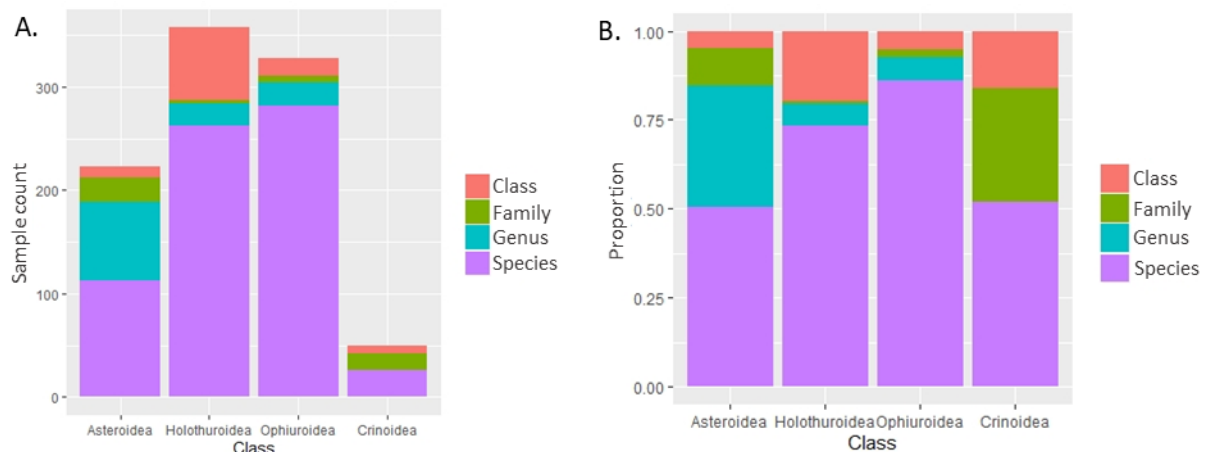 A.
Sample count
300
200
100
0
Asteroidea Holothuroidea Ophiuroidea Crinoidea
Class
Class
Family
Genus
Species
B.
Proportion
1.00
0.75
0.50
0.25
0.00
Asteroidea Holothuroidea Ophiuroidea Crinoidea
Class
Class
Family
Genus
Species